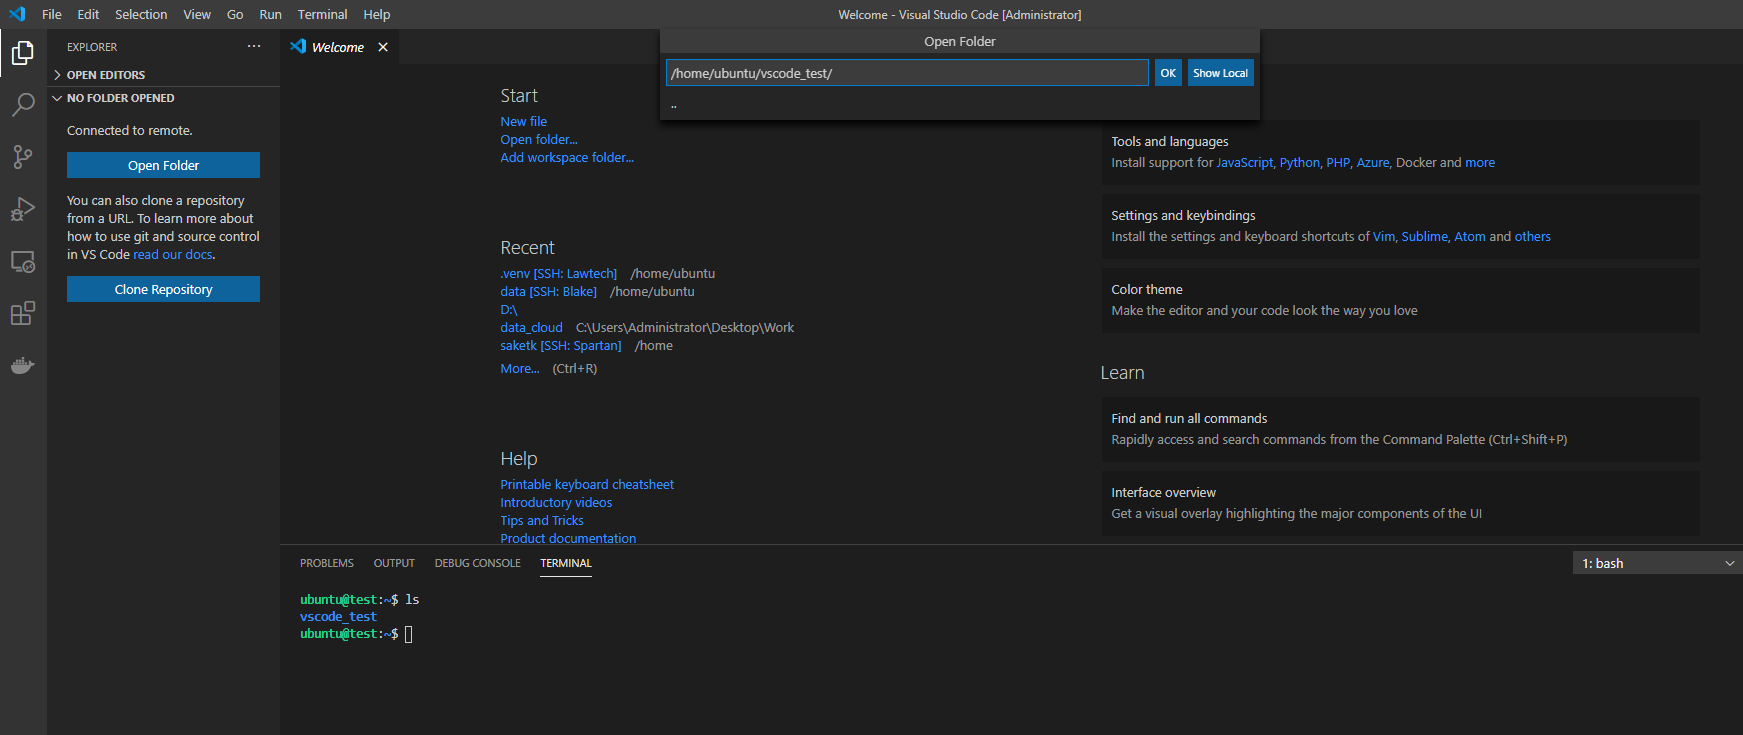 File Edit Selection View Go Run Terminal Help
Welcome - Visual Studio Code [Administrator]
EXPLORER ···
OPEN EDITORS
NO FOLDER OPENED
Connected to remote.
Open Folder
You can also clone a repository
from a URL. To learn more about
how to use git and source control
in VS Code read our docs.
Clone Repository
Welcome
Open Folder
/home/ubuntu/vscode_test/
OK
Show Local
..
Start
New file
Open folder...
Add workspace folder...
Recent
.venv [SSH: Lawtech] /home/ubuntu
data [SSH: Blake] /home/ubuntu
D:\
data_cloud C:\Users\Administrator\Desktop\Work
saketk [SSH: Spartan] /home
More... (Ctrl+R)
Help
Printable keyboard cheatsheet
Introductory videos
Tips and Tricks
Product documentation
Tools and languages
Install support for JavaScript, Python, PHP, Azure, Docker and more
Settings and keybindings
Install the settings and keyboard shortcuts of Vim, Sublime, Atom and others
Color theme
Make the editor and your code look the way you love
Learn
Find and run all commands
Rapidly access and search commands from the Command Palette (Ctrl+Shift+P)
Interface overview
Get a visual overlay highlighting the major components of the UI
PROBLEMS OUTPUT DEBUG CONSOLE TERMINAL
1: bash
ubuntu@test:~$ ls
vscode_test
ubuntu@test:~$